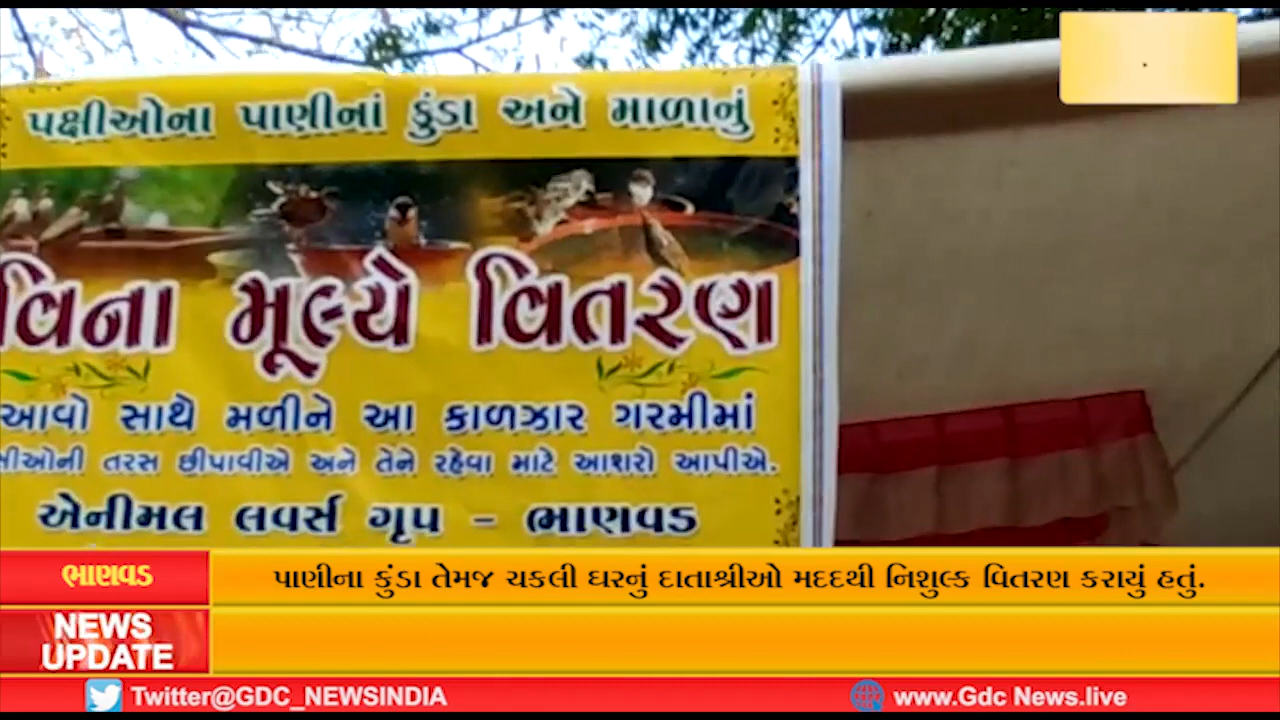 પક્ષીઓના પાણીનાં કુંડા અને માળાનું
વિના મૂલ્યે વિતરણ
આવો સાથે મળીને આ કાળઝાર ગરમીમાં
તરસ છીપાવીએ અને તેને રહેવા માટે આશરો આપીએ.
એનીમલ લવર્સ ગૃપ - ભાણવડ
ભાણવડ
પાણીના કુંડા તેમજ ચકલી ઘરનું દાતાશ્રીઓ મદદથી નિશુલ્ક વિતરણ કરાયું હતું.
NEWS
UPDATE
Twitter@GDC_NEWSINDIA
www.Gdc News.live